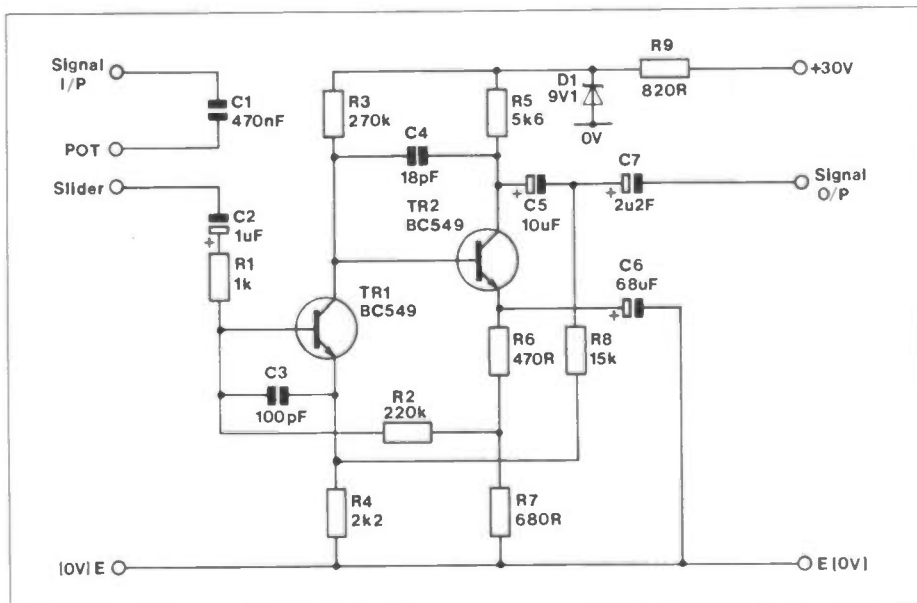 Signal
I/P
C1
470nF
POT
Slider
C2
+
1uF
R1
1k
R3
270k
C4
18pF
R5
5k6
D1
9V1
0V
R9
820R
+30V
TR2
BC549
+
C5
10uF
+
C7
2u2F
Signal
O/P
TR1
BC549
C6
68uF
+
R6
470R
R8
15k
C3
100pF
R2
220k
R4
2k2
R7
680R
(0V) E
E (0V)